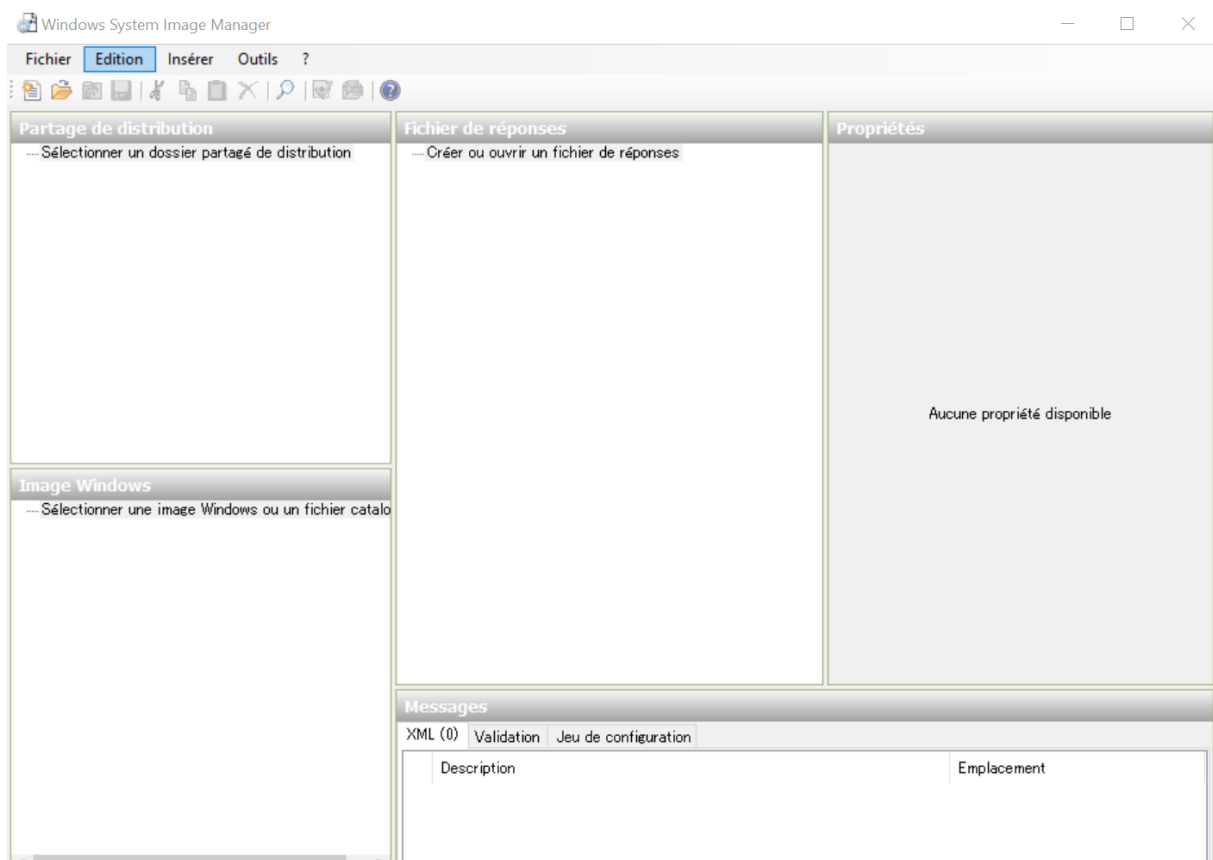 Windows System Image Manager
Fichier Edition Insérer Outils ?
Partage de distribution
Sélectionner un dossier partagé de distribution
Fichier de réponses
Créer ou ouvrir un fichier de réponses
Propriétés
Aucune propriété disponible
Image Windows
Sélectionner une image Windows ou un fichier catalo
Messages
XML (0) Validation Jeu de configuration
Description Emplacement